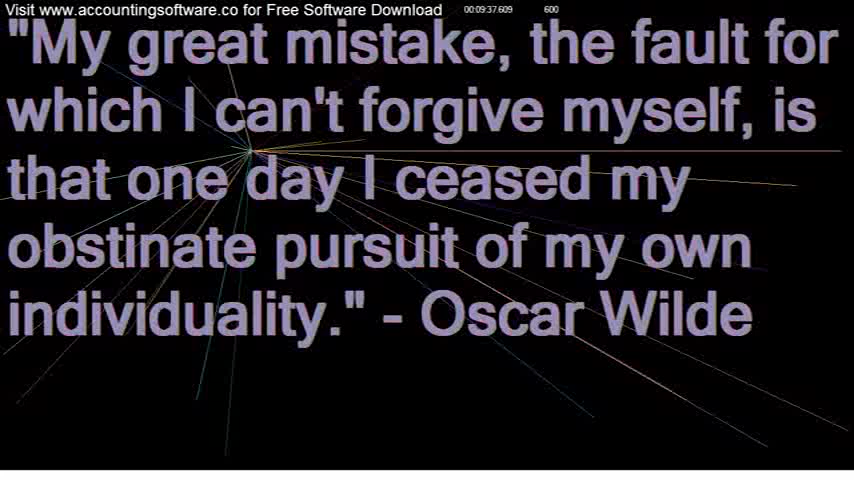 Visit www.accountingsoftware.co for Free Software Download 00:09:37.609 600
"My great mistake, the fault for
which I can't forgive myself, is
that one day I ceased my
obstinate pursuit of my own
individuality." - Oscar Wilde